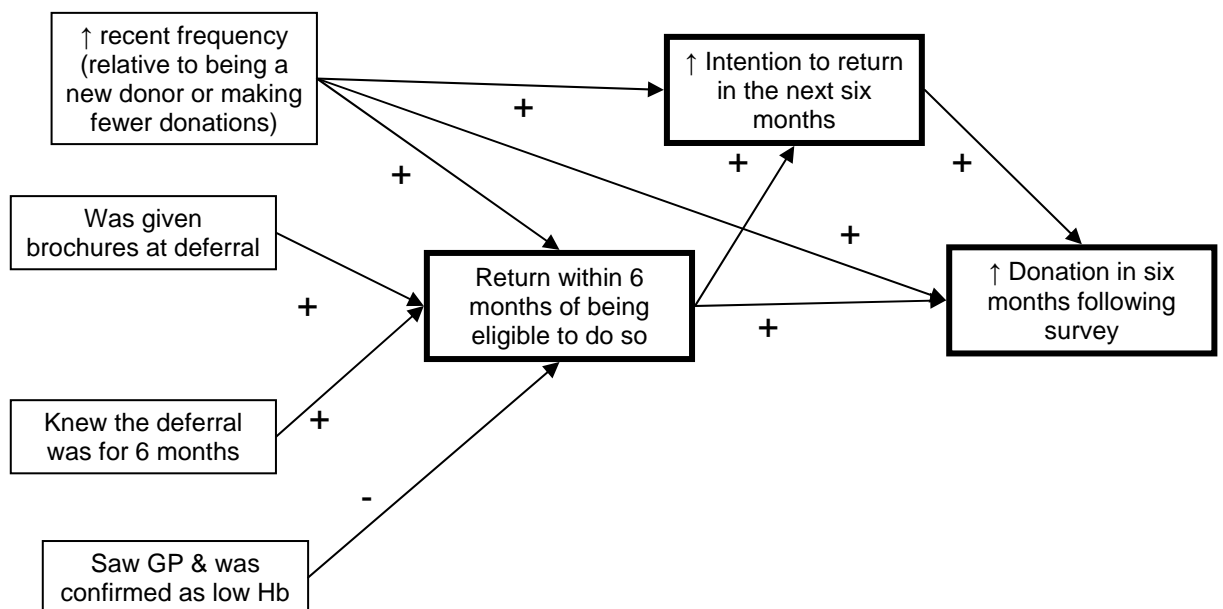 ↑ recent frequency
(relative to being a
new donor or making
fewer donations)
↑ Intention to return
in the next six
months
+
+
+
+
Was given
brochures at deferral
+
Return within 6
months of being
eligible to do so
↑ Donation in six
months following
survey
+
+
Knew the deferral
was for 6 months
+
-
Saw GP & was
confirmed as low Hb